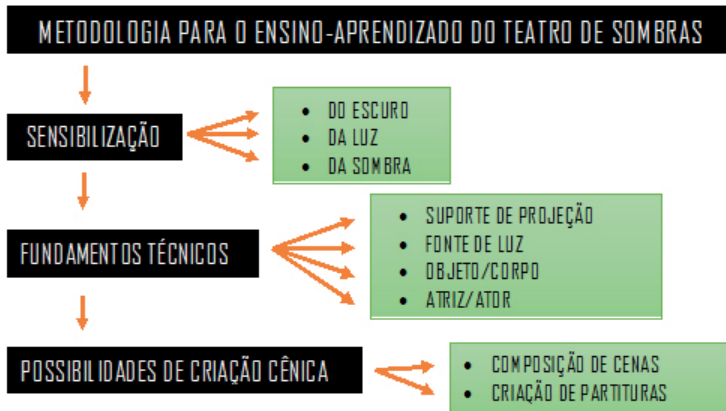 METODOLOGIA PARA O ENSINO-APRENDIZADO DO TEATRO DE SOMBRAS
SENSIBILIZAÇÃO
• DO ESCURO
• DA LUZ
• DA SOMBRA
FUNDAMENTOS TÉCNICOS
• SUPORTE DE PROJEÇÃO
• FONTE DE LUZ
• OBJETO/CORPO
• ATRIZ/ATOR
POSSIBILIDADES DE CRIAÇÃO CÊNICA
• COMPOSIÇÃO DE CENAS
• CRIAÇÃO DE PARTITURAS